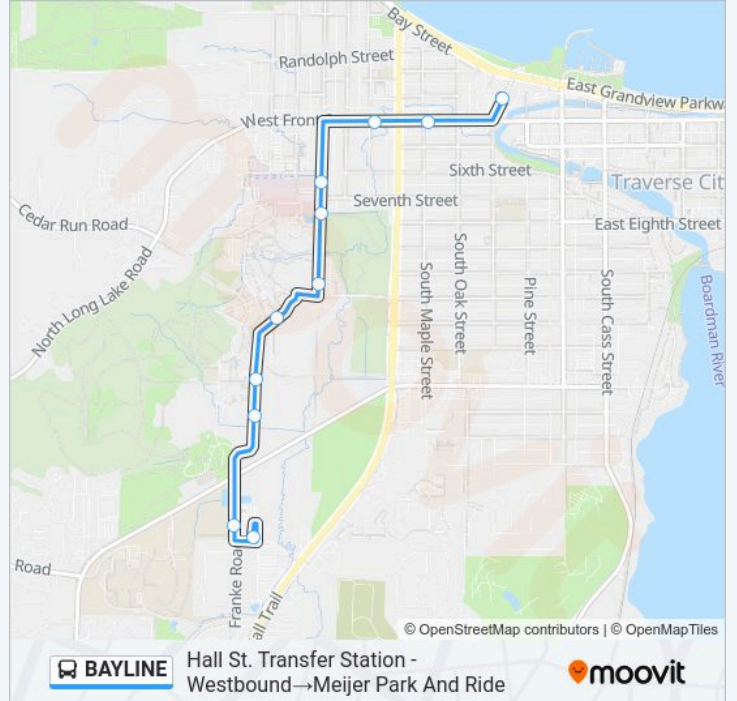 Bay Street
Randolph Street
East Grandview Parkw
West Front
Sixth Street
Traverse Cit
Seventh Street
Cedar Run Road
East Eighth Street
North Long Lake Road
South Oak Street
South Maple Street
Pine Street
South Cass Street
Boardman River
Road
Franke Roa
all Trail
© OpenStreetMap contributors | © OpenMapTiles
BAYLINE
Hall St. Transfer Station -
Westbound→Meijer Park And Ride
moovit